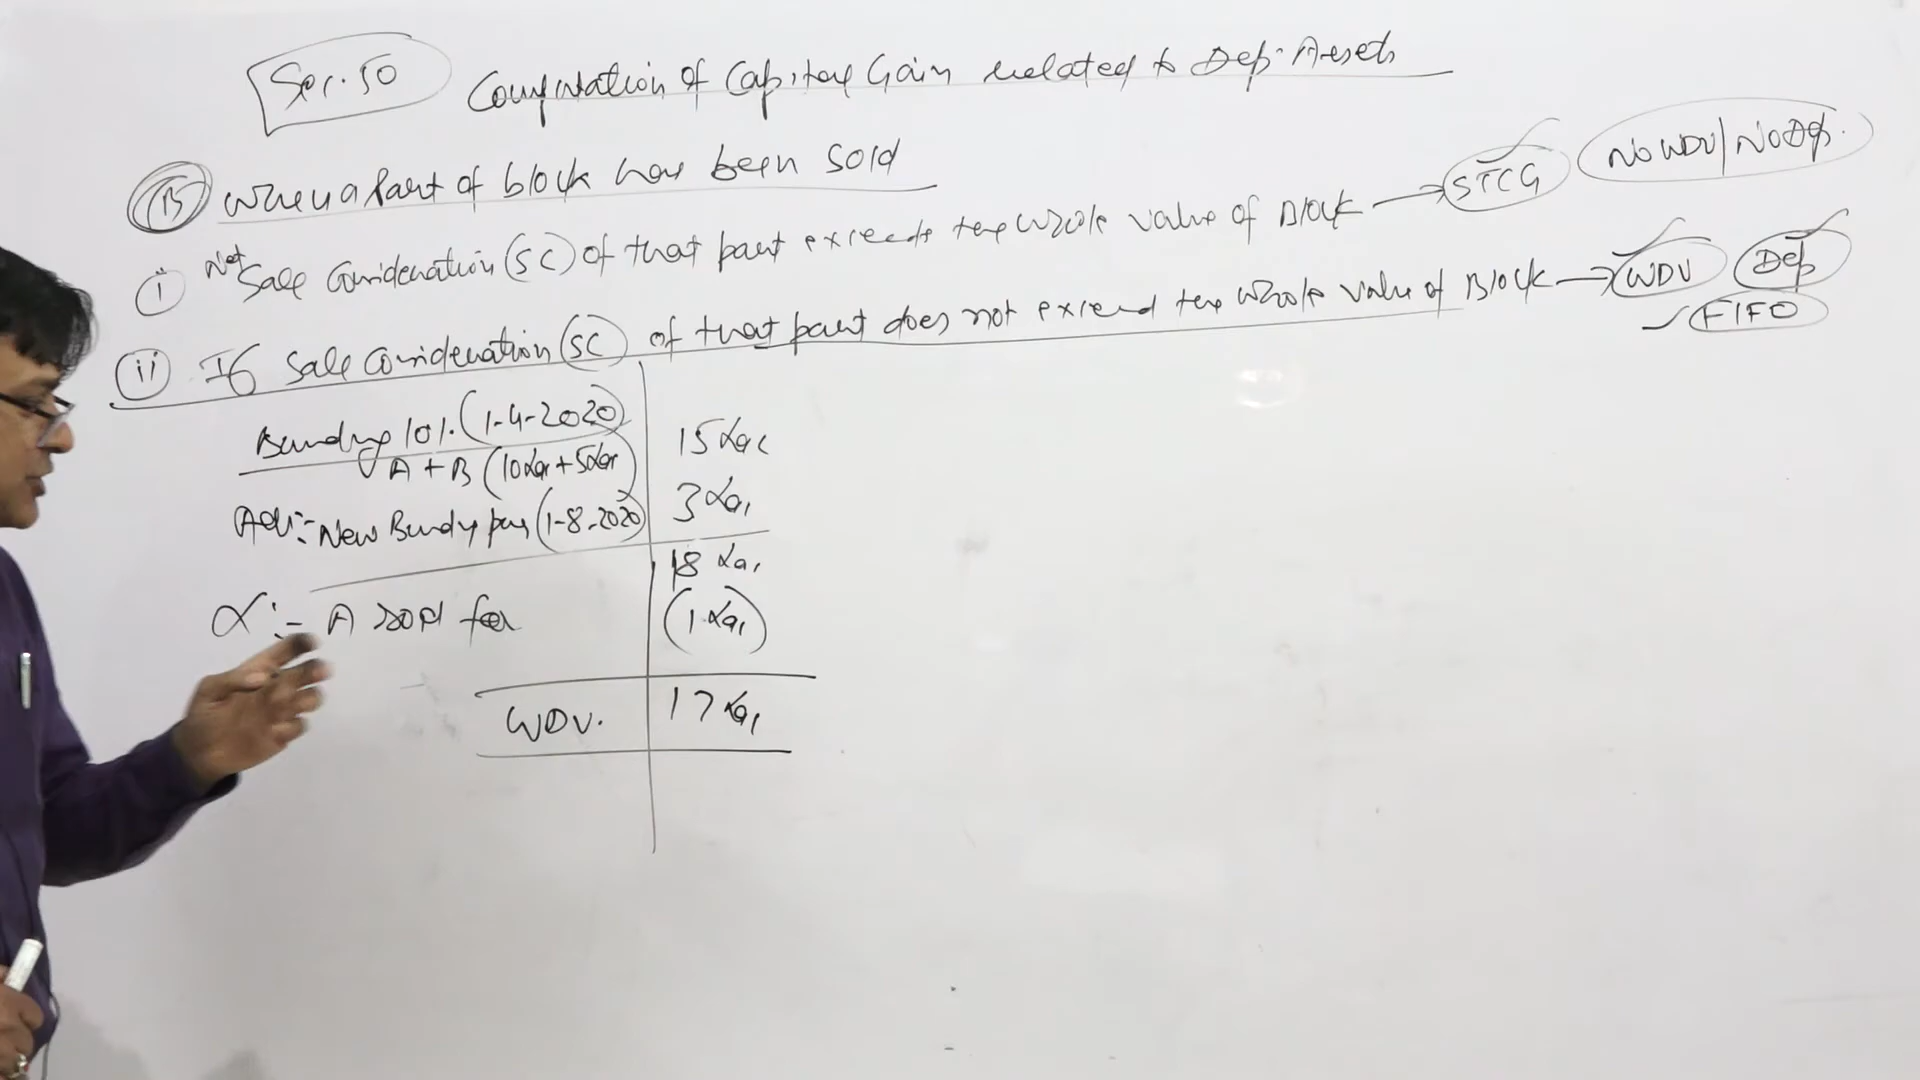 Sec.50 Computation of Capital Gain related to Dep. Assets
(B) When a Part of block has been sold
(i) Net Sale Consideration (SC) of that part exceeds the whole value of Block → STCG No WDV/No Dep.
(ii) If Sale Consideration (SC) of that part does not exceed the whole value of Block → WDV Dep
FIFO
Building 10%. (1-4-2020) 15 Lac
A + B (10 Lac + 5 Lac)
Add:- New Building pur (1-8-2020) 3 Lac
18 Lac
(-):- A sold for (1 Lac)
WDV. 17 Lac